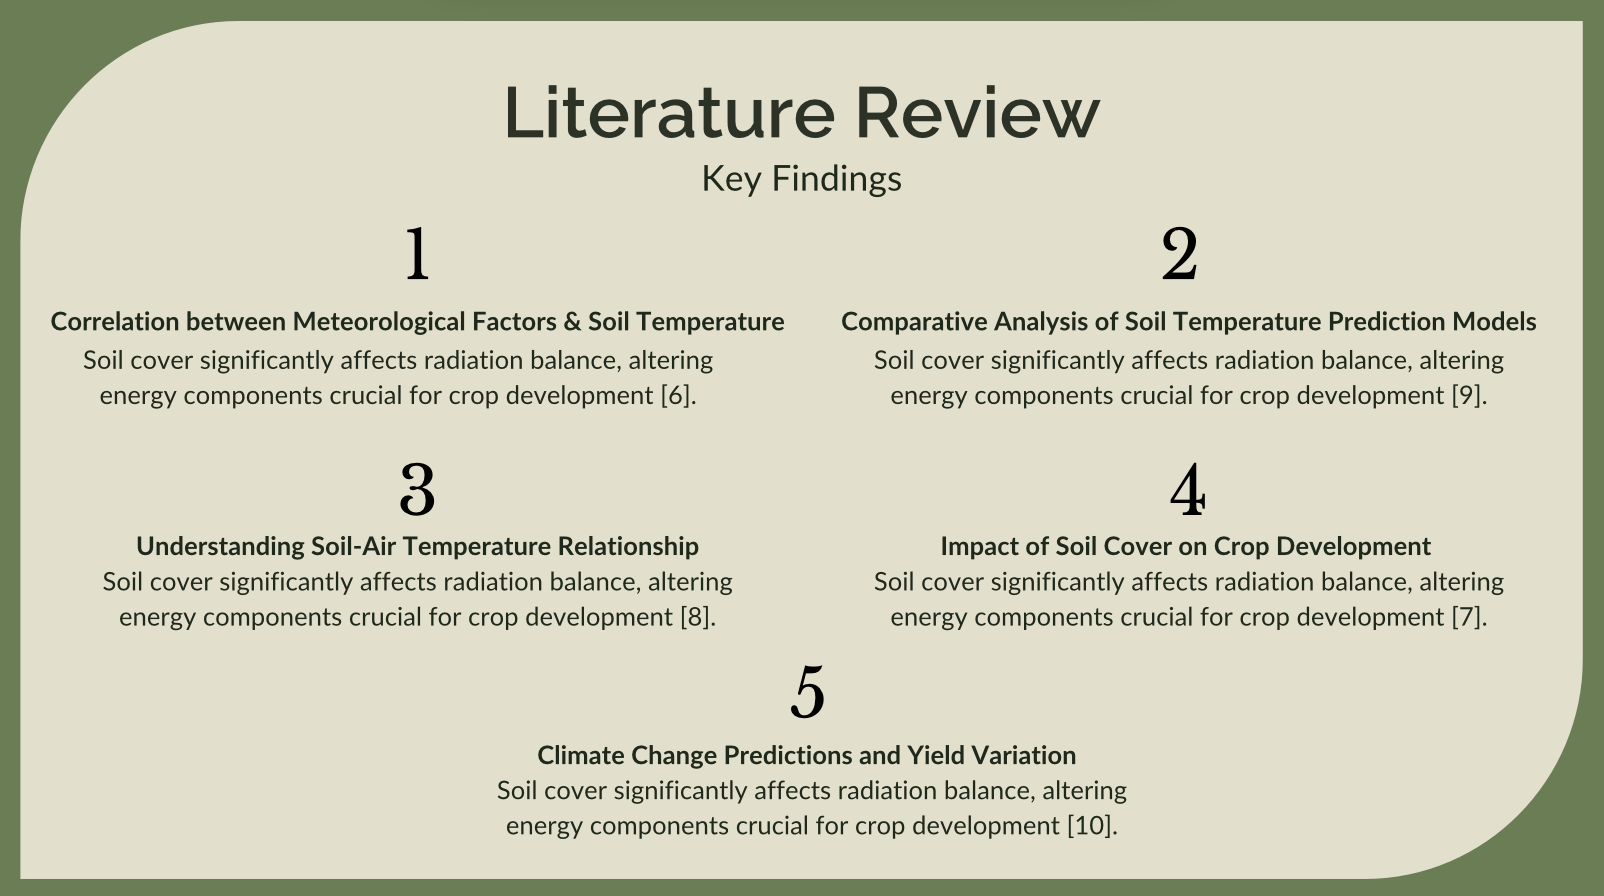 Literature Review
Key Findings
1
Correlation between Meteorological Factors & Soil Temperature
Soil cover significantly affects radiation balance, altering
energy components crucial for crop development [6].
2
Comparative Analysis of Soil Temperature Prediction Models
Soil cover significantly affects radiation balance, altering
energy components crucial for crop development [9].
3
Understanding Soil-Air Temperature Relationship
Soil cover significantly affects radiation balance, altering
energy components crucial for crop development [8].
4
Impact of Soil Cover on Crop Development
Soil cover significantly affects radiation balance, altering
energy components crucial for crop development [7].
5
Climate Change Predictions and Yield Variation
Soil cover significantly affects radiation balance, altering
energy components crucial for crop development [10].